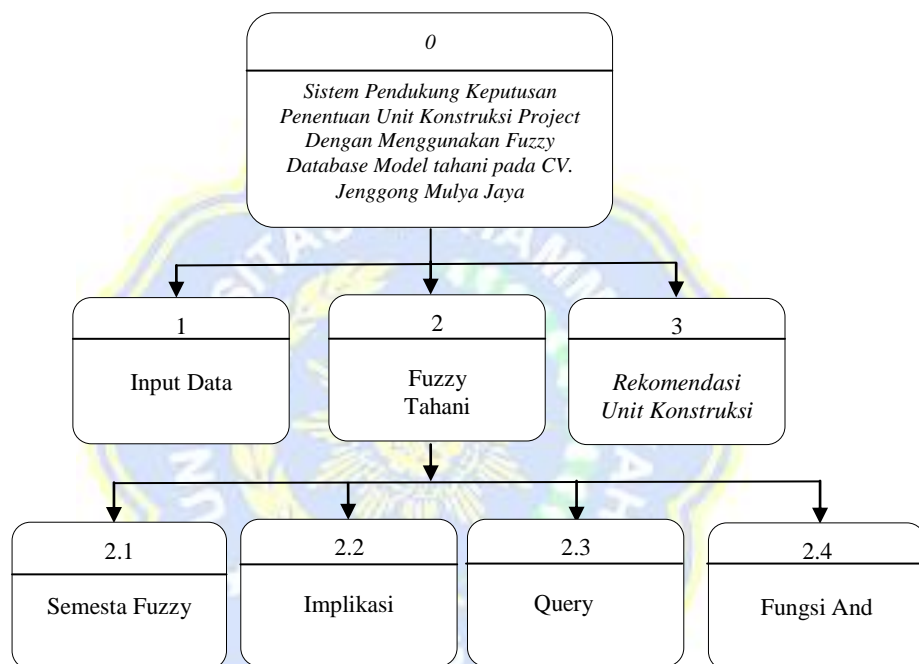 0
Sistem Pendukung Keputusan
Penentuan Unit Konstruksi Project
Dengan Menggunakan Fuzzy
Database Model tahani pada CV.
Jenggong Mulya Jaya
1
Input Data
2
Fuzzy
Tahani
3
Rekomendasi
Unit Konstruksi
2.1
Semesta Fuzzy
2.2
Implikasi
2.3
Query
2.4
Fungsi And